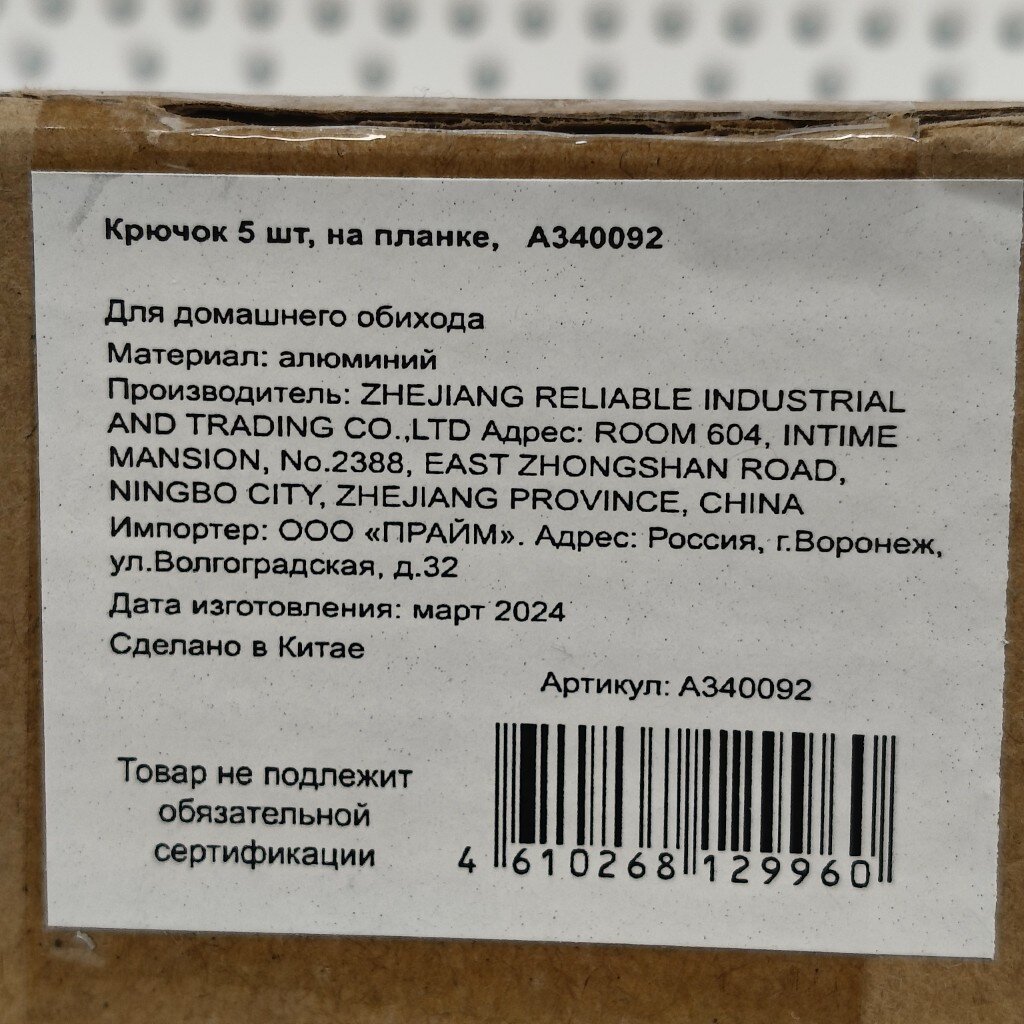 Крючок 5 шт, на планке, А340092
Для домашнего обихода
Материал: алюминий
Производитель: ZHEJIANG RELIABLE INDUSTRIAL
AND TRADING CO.,LTD Адрес: ROOM 604, INTIME
MANSION, No.2388, EAST ZHONGSHAN ROAD,
NINGBO CITY, ZHEJIANG PROVINCE, CHINA
Импортер: ООО «ПРАЙМ». Адрес: Россия, г.Воронеж,
ул.Волгоградская, д.32
Дата изготовления: март 2024
Сделано в Китае
Артикул: А340092
Товар не подлежит
обязательной
сертификации
4 610268 129960